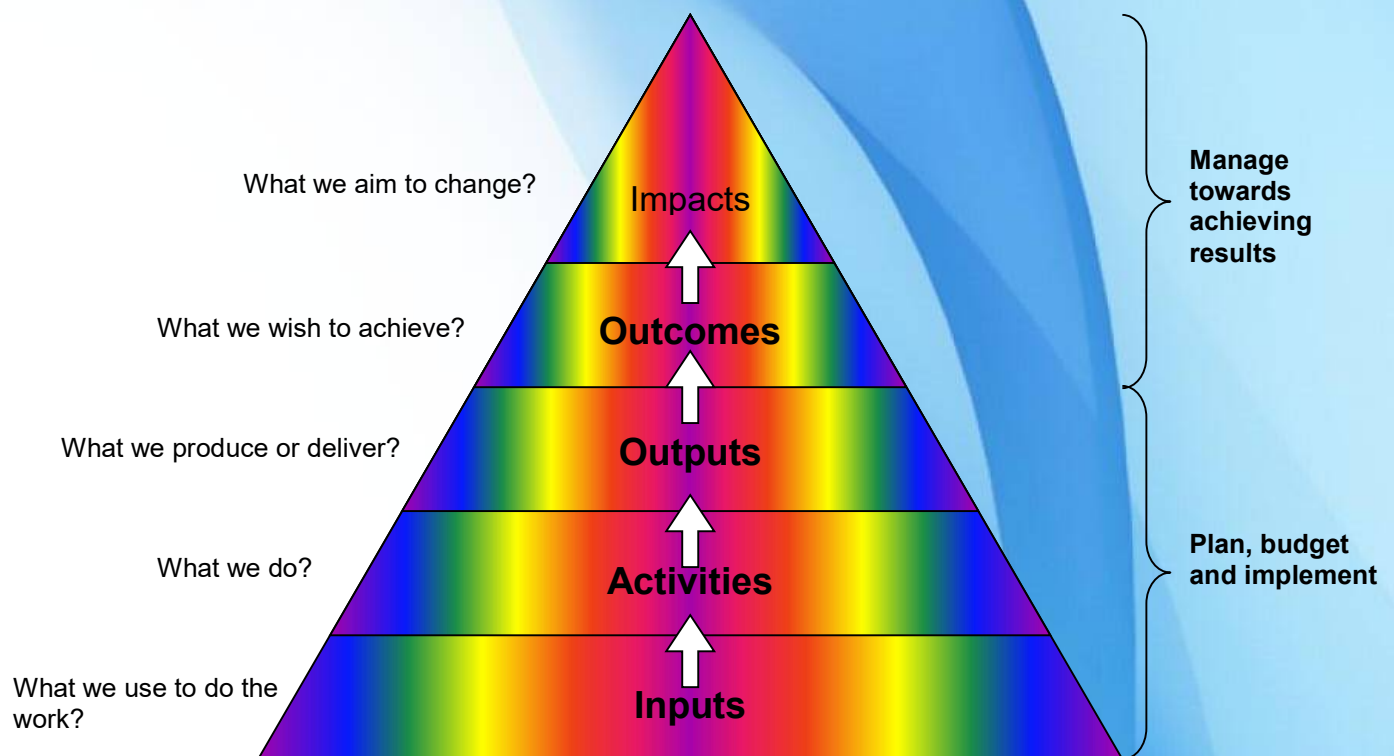 What we aim to change?
Impacts
Manage
towards
achieving
results
What we wish to achieve?
Outcomes
What we produce or deliver?
Outputs
What we do?
Activities
Plan, budget
and implement
What we use to do the
work?
Inputs